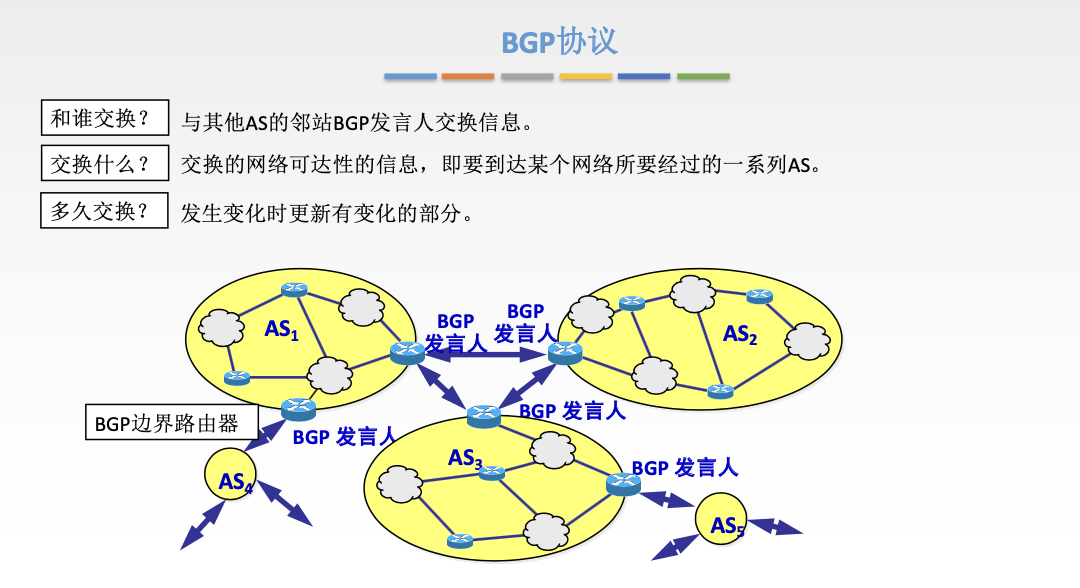 BGP协议
和谁交换？ 与其他AS的邻站BGP发言人交换信息。
交换什么？ 交换的网络可达性的信息，即要到达某个网络所要经过的一系列AS。
多久交换？ 发生变化时更新有变化的部分。
BGP
发言人
BGP
发言人
AS1
AS2
BGP边界路由器
BGP 发言人
BGP 发言人
AS3
BGP 发言人
AS4
AS5